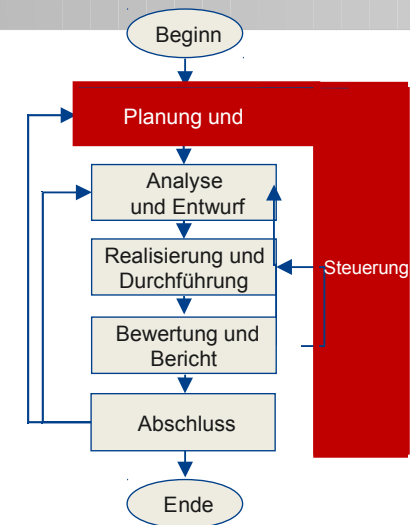 Beginn
Planung und
Analyse
und Entwurf
Realisierung und
Durchführung
Steuerung
Bewertung und
Bericht
Abschluss
Ende